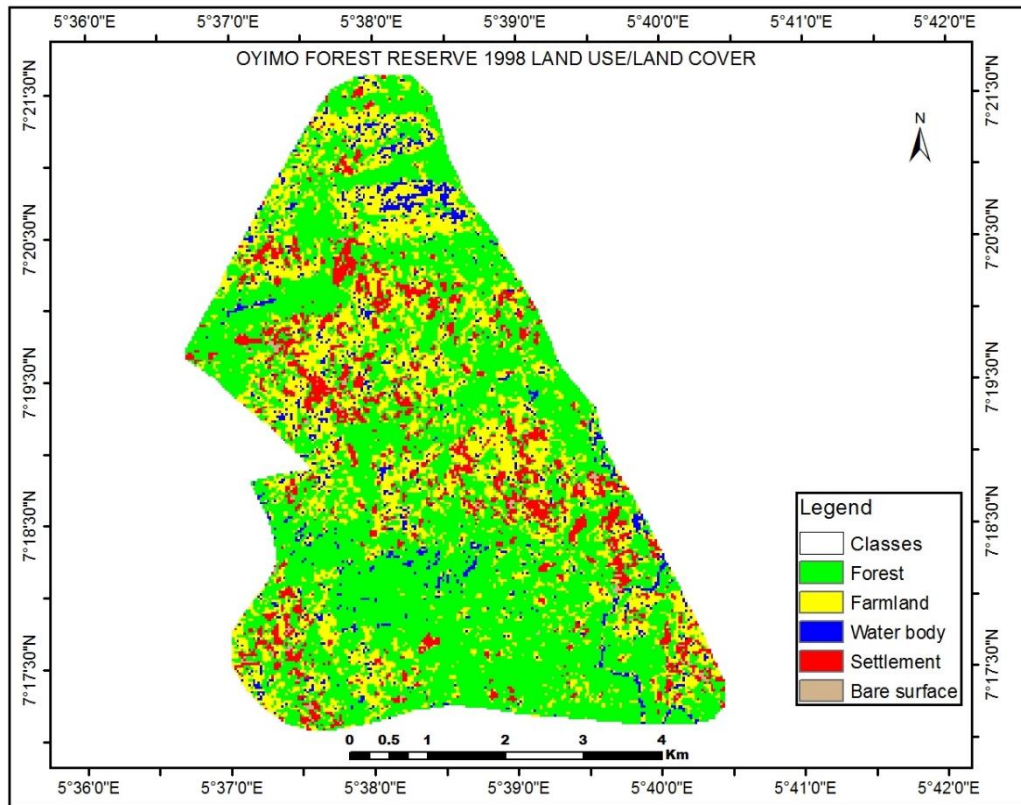 5°36'0"E 5°37'0"E 5°38'0"E 5°39'0"E 5°40'0"E 5°41'0"E 5°42'0"E
OYIMO FOREST RESERVE 1998 LAND USE/LAND COVER
7°21'30"N 7°21'30"N
N
7°20'30"N 7°20'30"N
7°19'30"N 7°19'30"N
7°18'30"N 7°18'30"N
7°17'30"N 7°17'30"N
Legend
Classes
Forest
Farmland
Water body
Settlement
Bare surface
0 0.5 1 2 3 4
Km
5°36'0"E 5°37'0"E 5°38'0"E 5°39'0"E 5°40'0"E 5°41'0"E 5°42'0"E